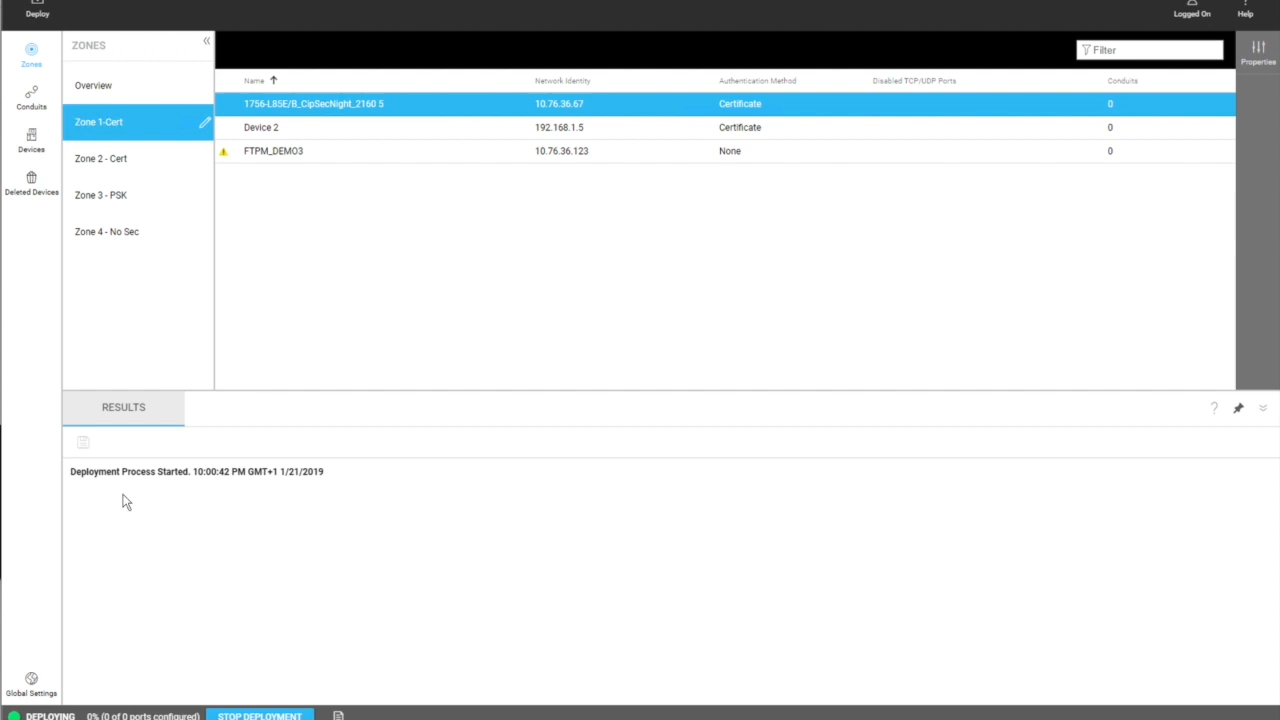 Deploy
Logged On
Help
Zones
Conduits
Devices
Deleted Devices
Global Settings
ZONES
Overview
Zone 1-Cert
Zone 2 - Cert
Zone 3 - PSK
Zone 4 - No Sec
Filter
Properties
Name Network Identity Authentication Method Disabled TCP/UDP Ports Conduits
1756-L85E/B_CipSecNight_2160 5 10.76.36.67 Certificate 0
Device 2 192.168.1.5 Certificate 0
FTPM_DEMO3 10.76.36.123 None 0
RESULTS
Deployment Process Started. 10:00:42 PM GMT+1 1/21/2019
DEPLOYING 0% (0 of 0 ports configured) STOP DEPLOYMENT